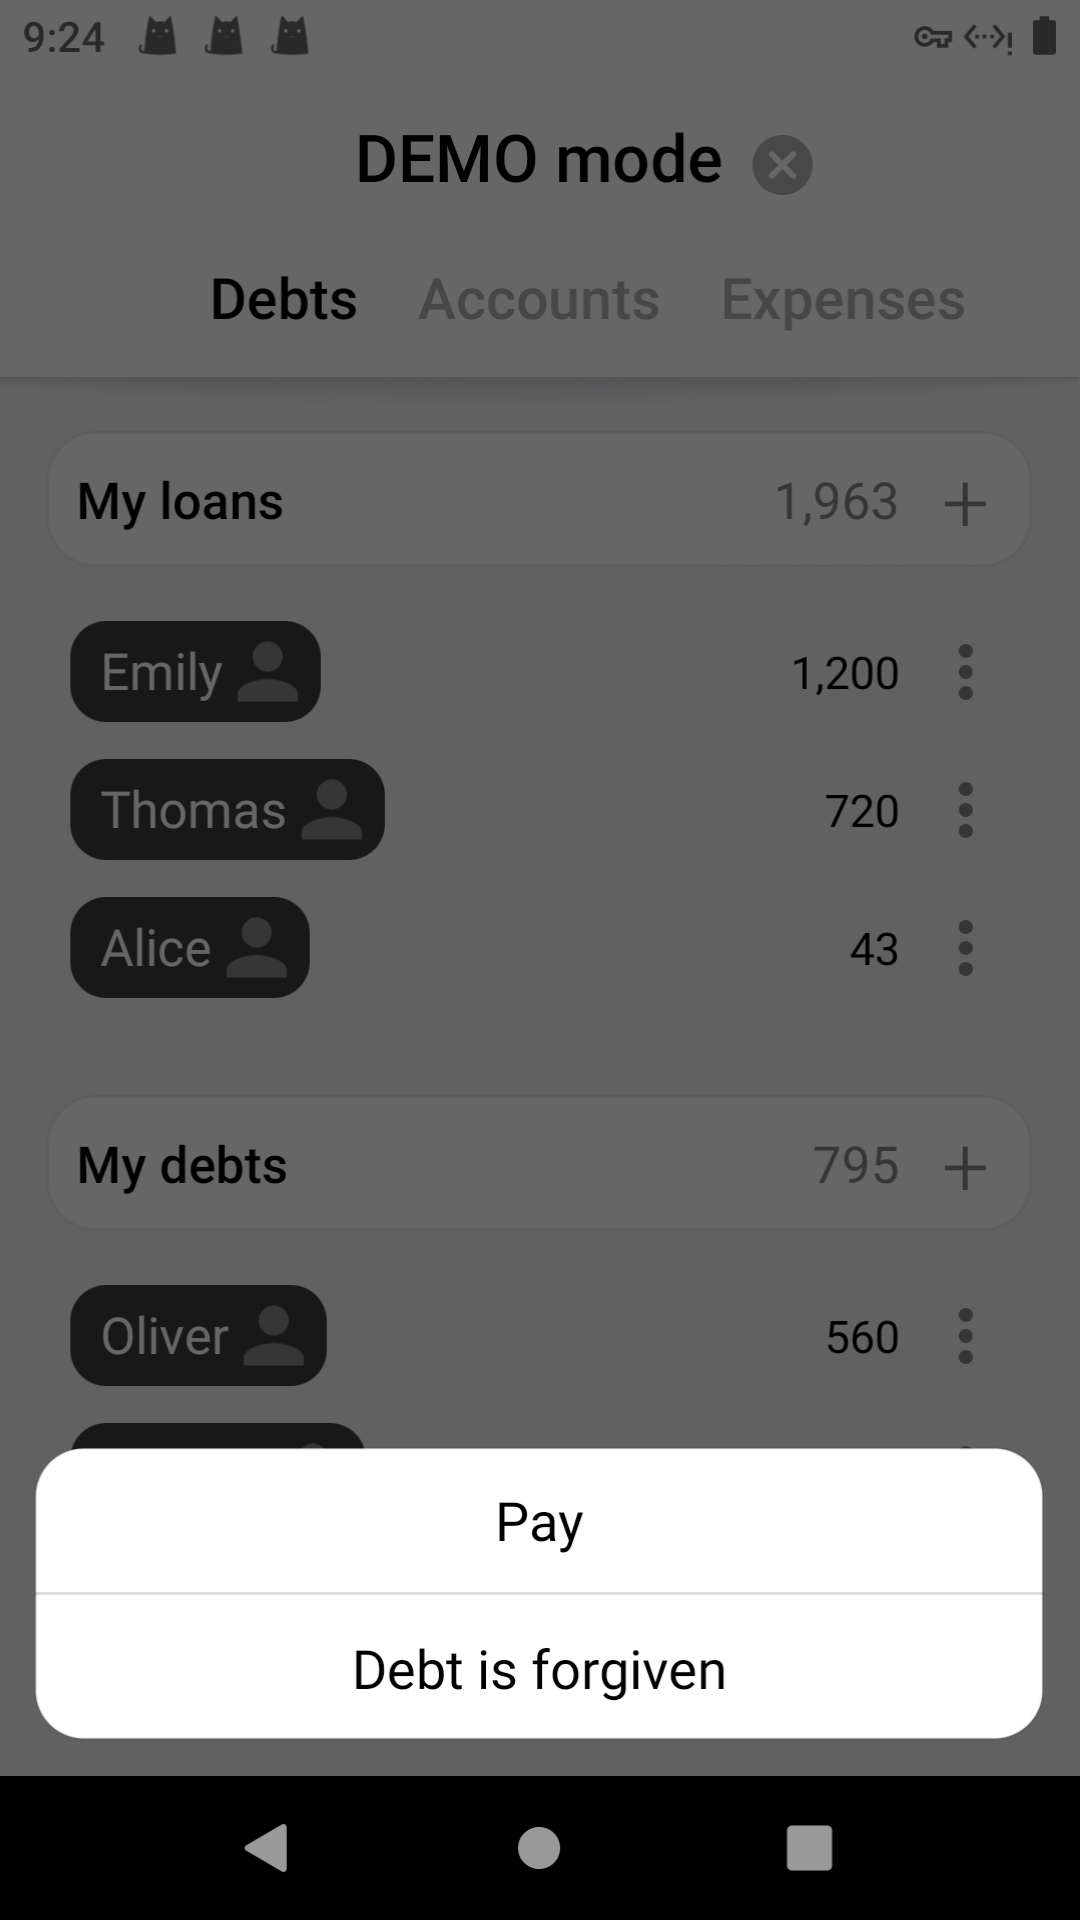 9:24
DEMO mode
Debts Accounts Expenses
My loans 1,963
Emily 1,200
Thomas 720
Alice 43
My debts 795
Oliver 560
Pay
Debt is forgiven